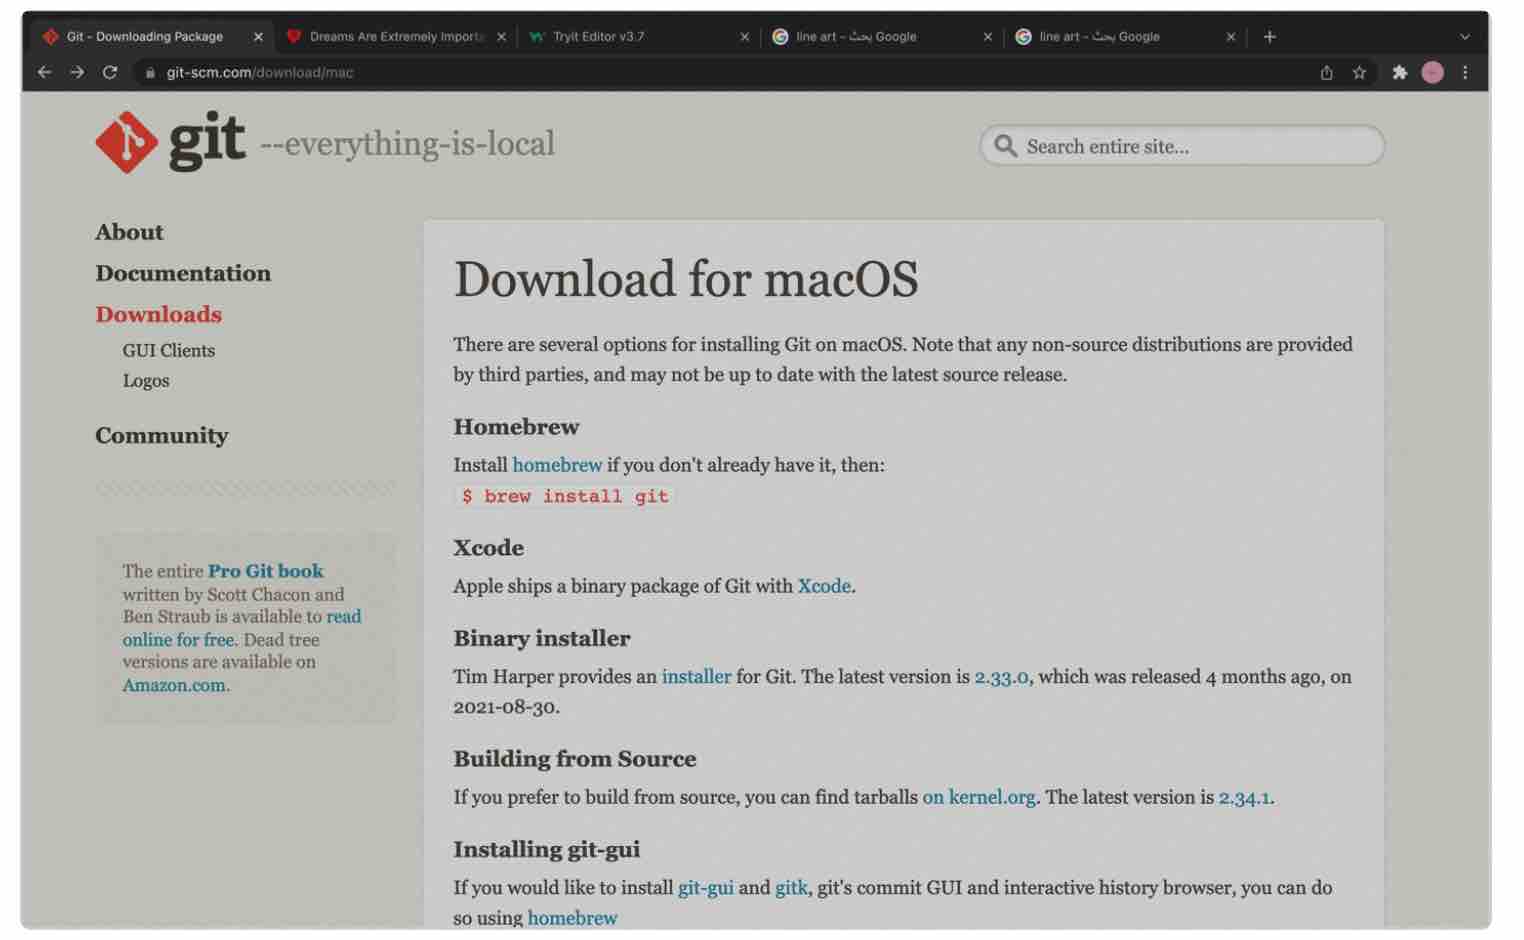 Git - Downloading Package
Dreams Are Extremely Importa
Tryit Editor v3.7
line art - بحث Google
line art - بحث Google
git-scm.com/download/mac
git --everything-is-local
Search entire site...
About
Documentation
Downloads
GUI Clients
Logos
Community
The entire Pro Git book
written by Scott Chacon and
Ben Straub is available to read
online for free. Dead tree
versions are available on
Amazon.com.
Download for macOS
There are several options for installing Git on macOS. Note that any non-source distributions are provided
by third parties, and may not be up to date with the latest source release.
Homebrew
Install homebrew if you don't already have it, then:
$ brew install git
Xcode
Apple ships a binary package of Git with Xcode.
Binary installer
Tim Harper provides an installer for Git. The latest version is 2.33.0, which was released 4 months ago, on
2021-08-30.
Building from Source
If you prefer to build from source, you can find tarballs on kernel.org. The latest version is 2.34.1.
Installing git-gui
If you would like to install git-gui and gitk, git's commit GUI and interactive history browser, you can do
so using homebrew